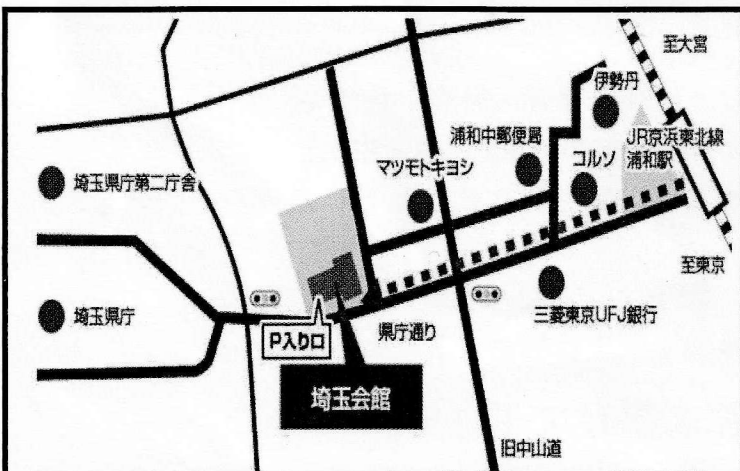 至大宮
伊勢丹
浦和中郵便局
JR京浜東北線
浦和駅
コルソ
マツモトキヨシ
埼玉県庁第二庁舎
至東京
埼玉県庁
三菱東京UFJ銀行
県庁通り
P入り口
埼玉会館
旧中山道